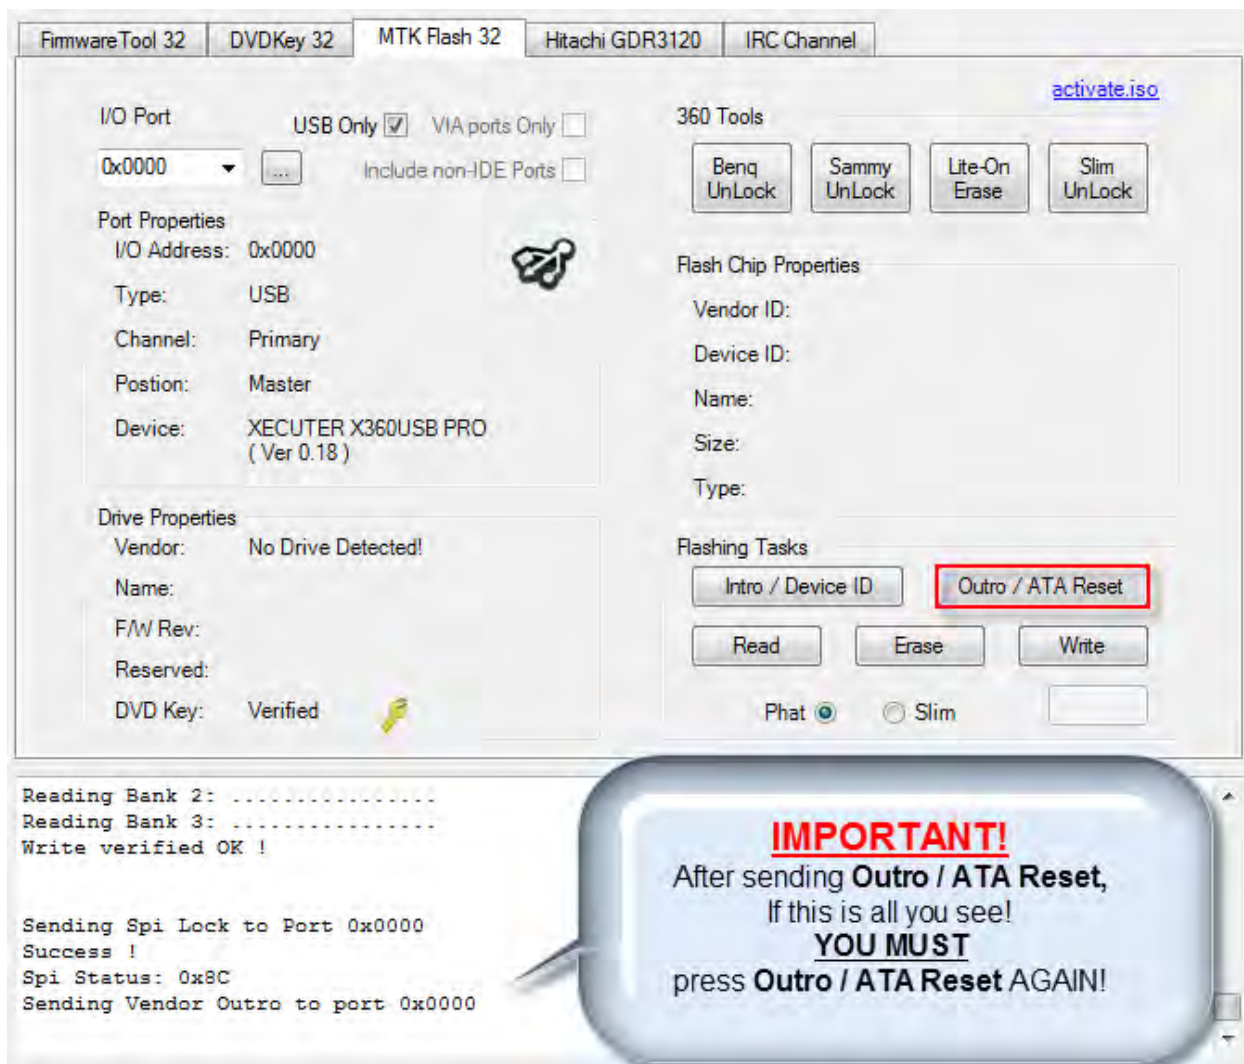 FirmwareTool 32 DVDKey 32 MTK Flash 32 Hitachi GDR3120 IRC Channel
activate.iso
I/O Port USB Only VIA ports Only
0x0000 ... Include non-IDE Ports
Port Properties
I/O Address: 0x0000
Type: USB
Channel: Primary
Postion: Master
Device: XECUTER X360USB PRO
( Ver 0.18 )
Drive Properties
Vendor: No Drive Detected!
Name:
F/W Rev:
Reserved:
DVD Key: Verified
360 Tools
Benq
UnLock
Sammy
UnLock
Lite-On
Erase
Slim
UnLock
Flash Chip Properties
Vendor ID:
Device ID:
Name:
Size:
Type:
Flashing Tasks
Intro / Device ID Outro / ATA Reset
Read Erase Write
Phat Slim
Reading Bank 2: ................
Reading Bank 3: ................
Write verified OK !
Sending Spi Lock to Port 0x0000
Success !
Spi Status: 0x8C
Sending Vendor Outro to port 0x0000
IMPORTANT!
After sending Outro / ATA Reset,
If this is all you see!
YOU MUST
press Outro / ATA Reset AGAIN!